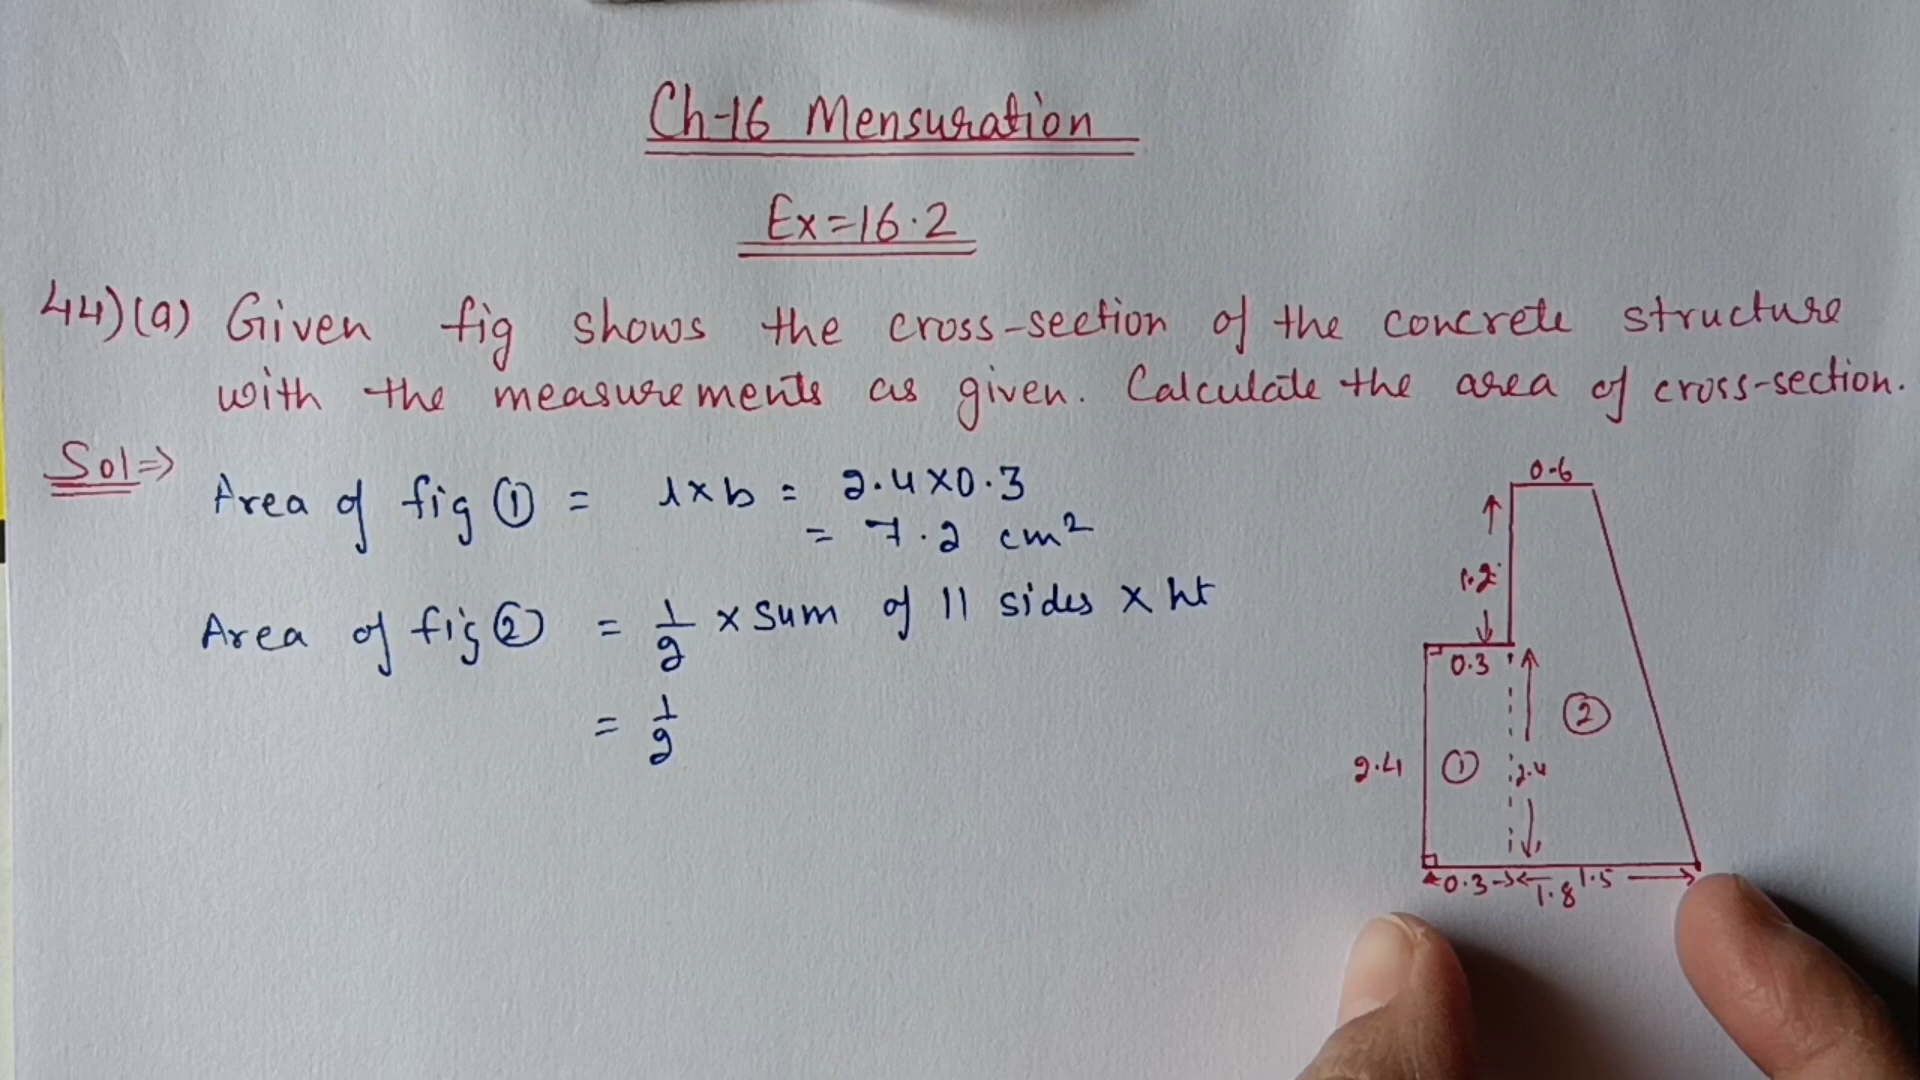 Ch-16 Mensuration
Ex=16.2
44)(a) Given fig shows the cross-section of the concrete structure
with the measurements as given. Calculate the area of cross-section.
Sol⇒
Area of fig ① = l×b = 2.4×0.3
= 7.2 cm²
Area of fig ② = 1/2 × sum of 11 sides × ht
= 1/2
0.6
1.2
0.3
②
2.4 ① 2.4
0.3 1.5
1.8